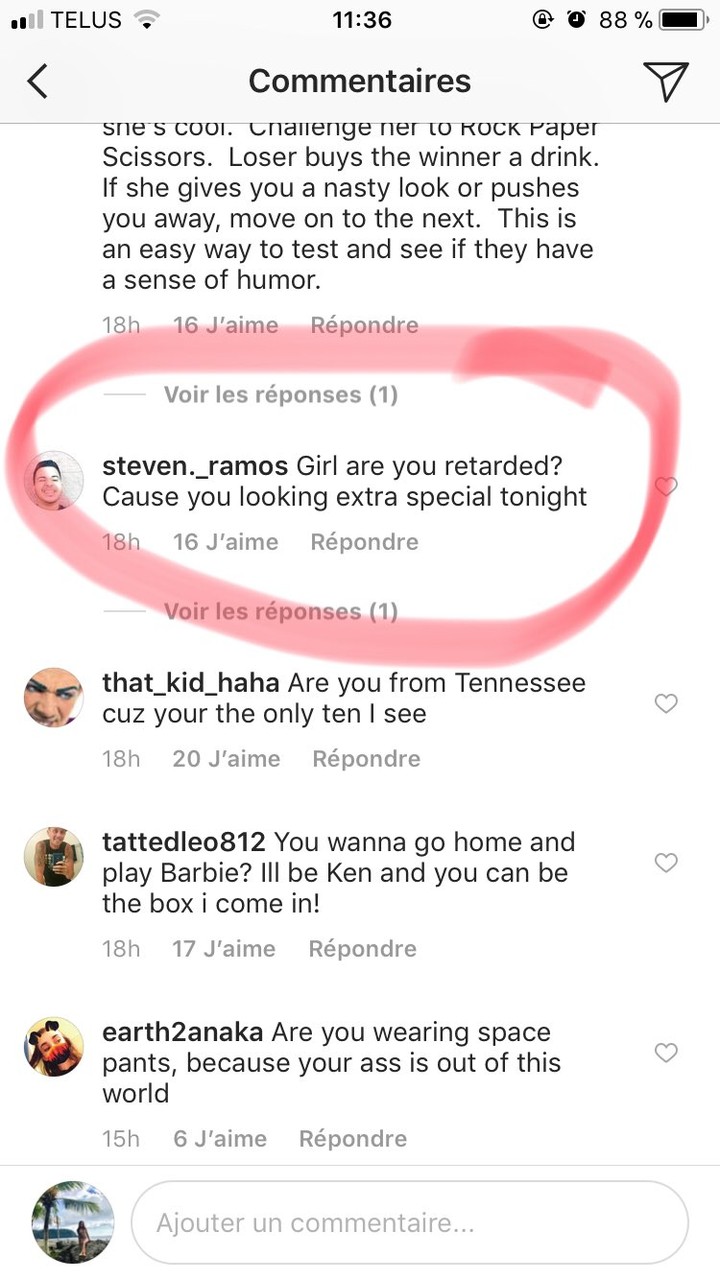 TELUS 11:36 88 %
Commentaires
she's cool.  Challenge her to Rock Paper
Scissors.  Loser buys the winner a drink.
If she gives you a nasty look or pushes
you away, move on to the next.  This is
an easy way to test and see if they have
a sense of humor.
18h 16 J’aime Répondre
Voir les réponses (1)
steven._ramos Girl are you retarded?
Cause you looking extra special tonight
18h 16 J’aime Répondre
Voir les réponses (1)
that_kid_haha Are you from Tennessee
cuz your the only ten I see
18h 20 J’aime Répondre
tattedleo812 You wanna go home and
play Barbie? Ill be Ken and you can be
the box i come in!
18h 17 J’aime Répondre
earth2anaka Are you wearing space
pants, because your ass is out of this
world
15h 6 J’aime Répondre
Ajouter un commentaire...